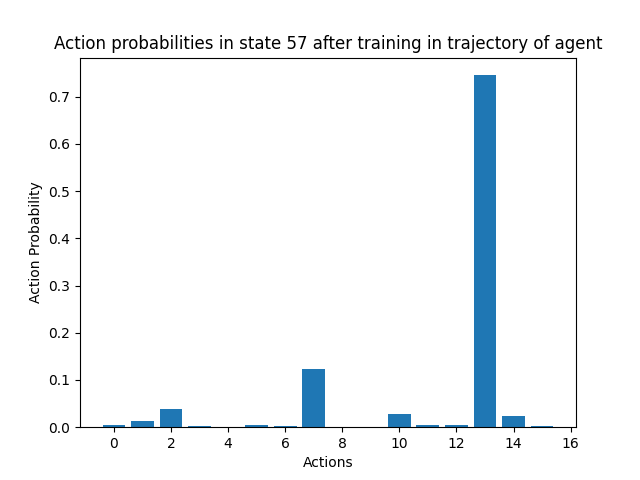 Action probabilities in state 57 after training in trajectory of agent
Action Probability
0.7
0.6
0.5
0.4
0.3
0.2
0.1
0.0
0 2 4 6 8 10 12 14 16
Actions